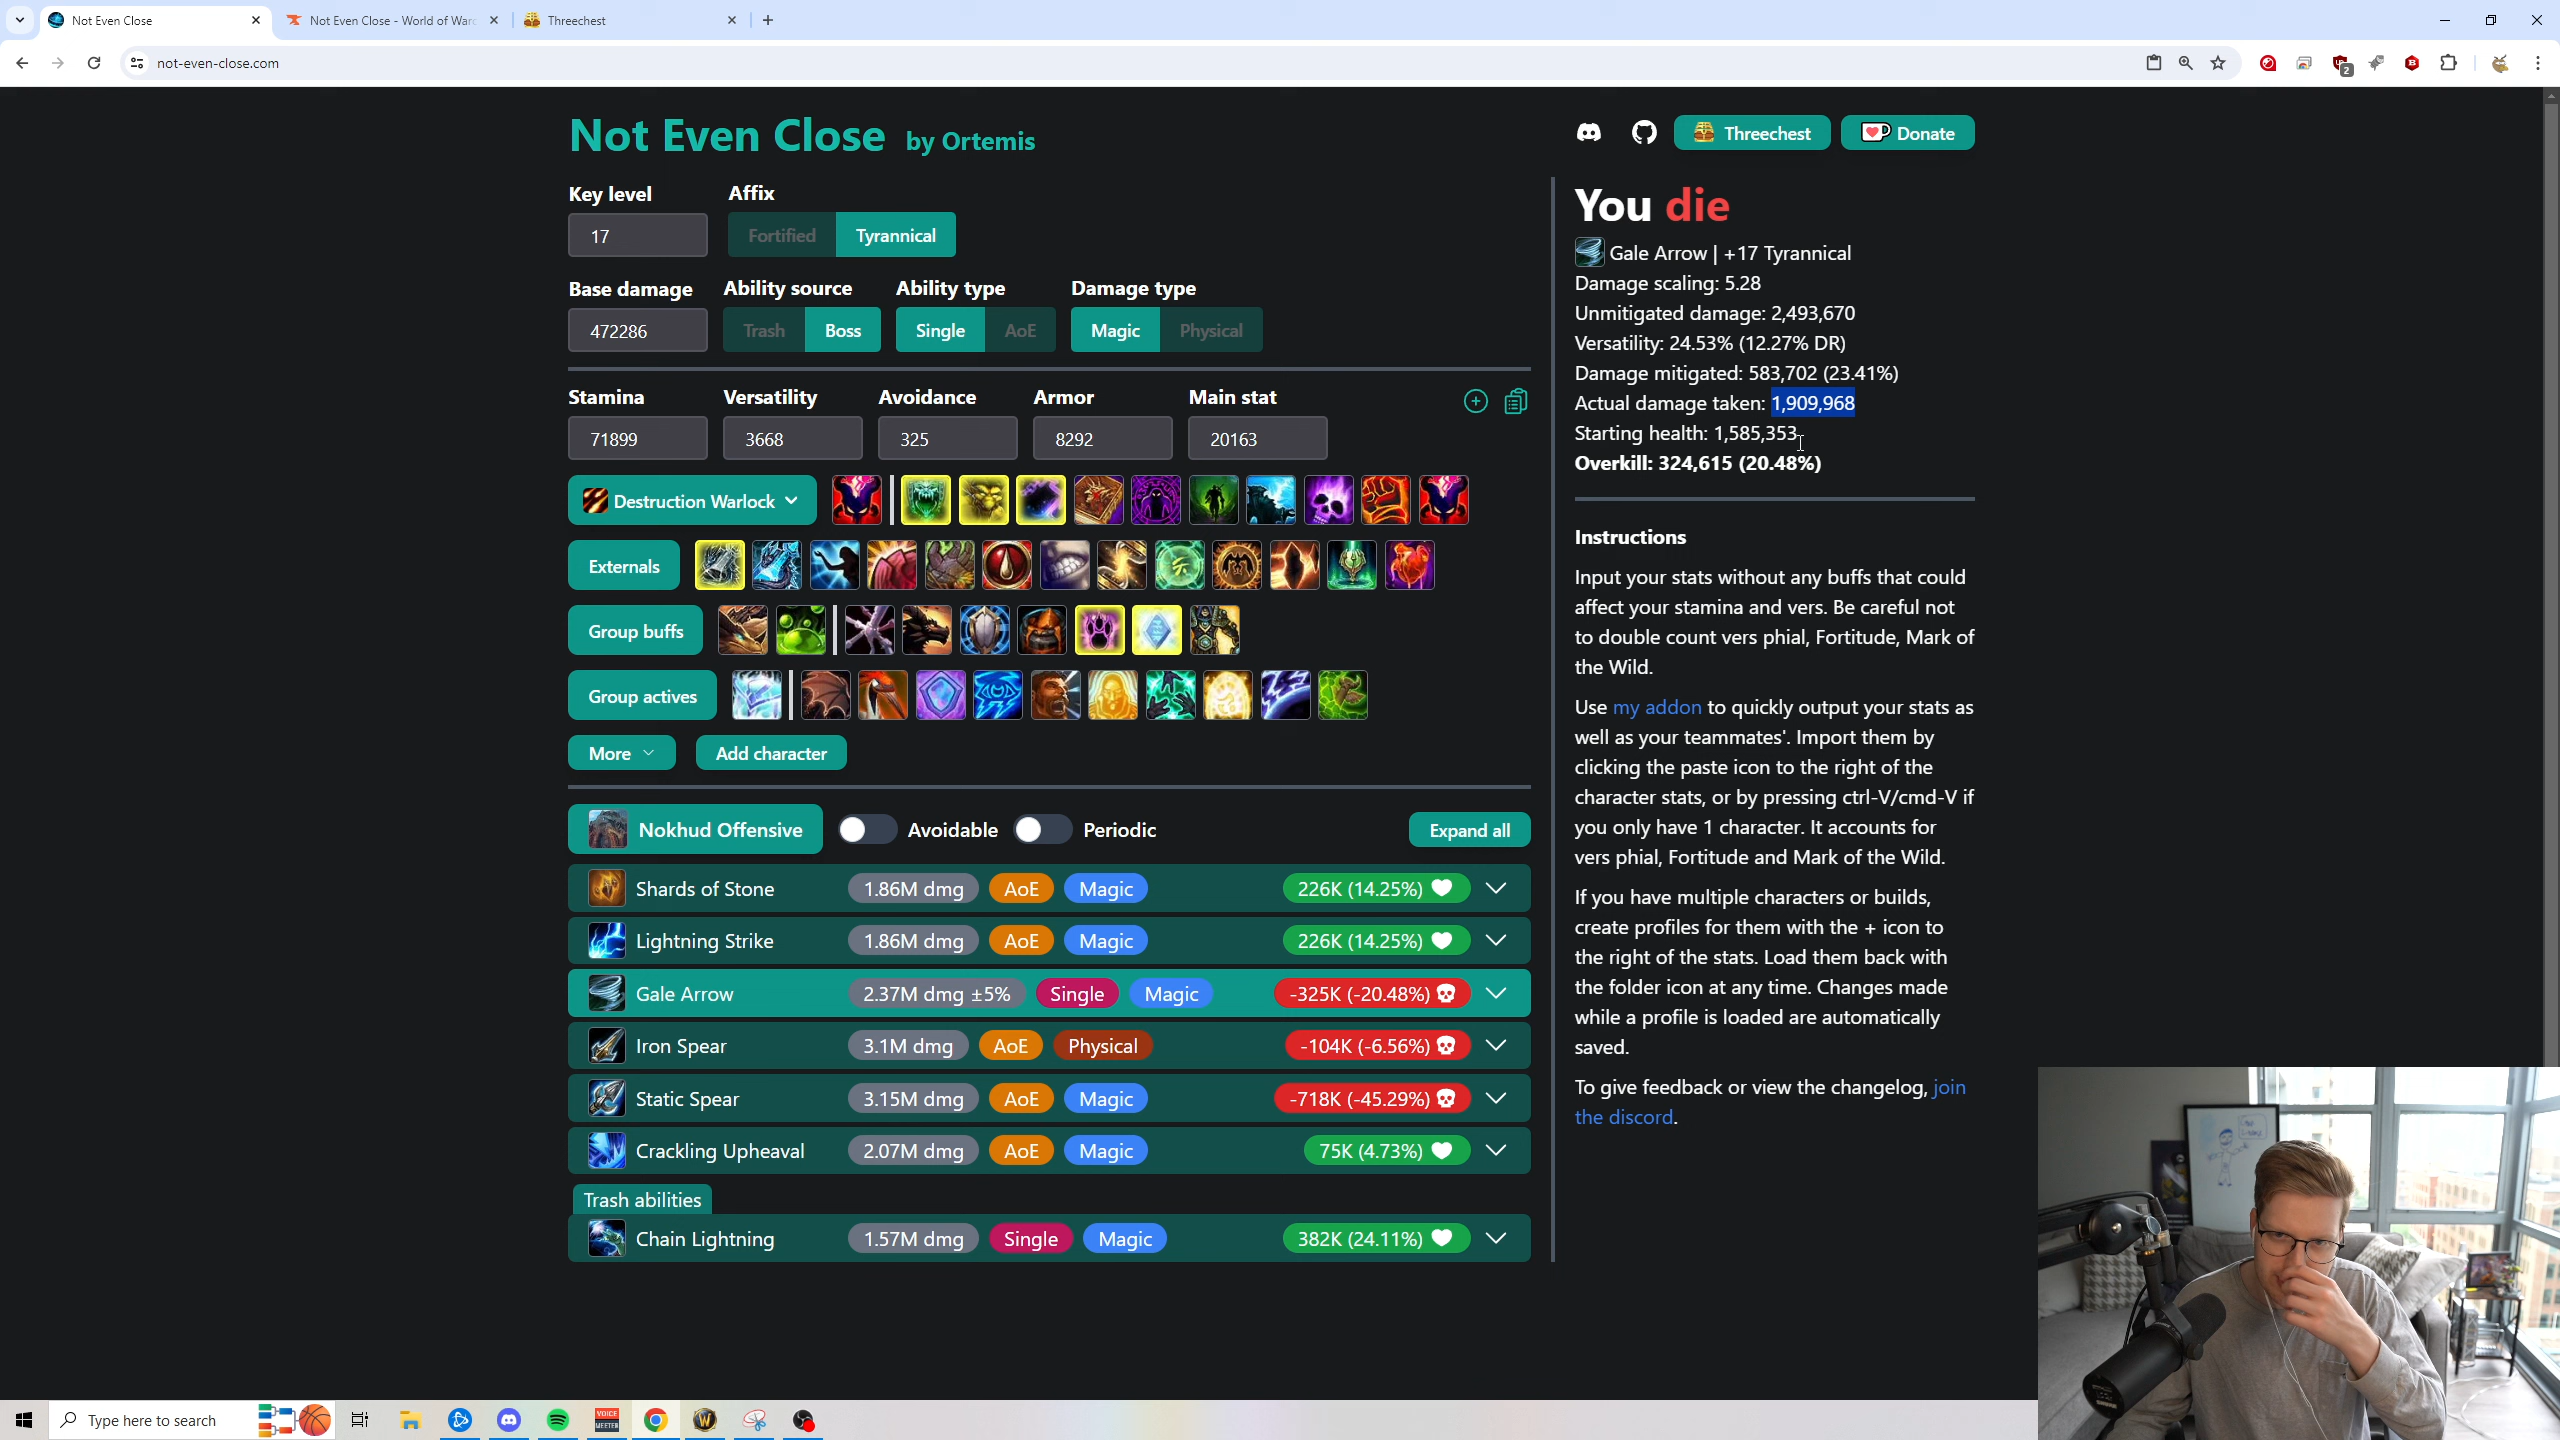 Not Even Close
Not Even Close - World of Warc
Threechest
not-even-close.com
2
Not Even Close by Ortemis
Threechest
Donate
Key level
Affix
17
Fortified
Tyrannical
Base damage
Ability source
Ability type
Damage type
472286
Trash
Boss
Single
AoE
Magic
Physical
Stamina
Versatility
Avoidance
Armor
Main stat
71899
3668
325
8292
20163
Destruction Warlock
Externals
Group buffs
Group actives
More
Add character
Nokhud Offensive
Avoidable
Periodic
Expand all
Shards of Stone 1.86M dmg AoE Magic 226K (14.25%)
Lightning Strike 1.86M dmg AoE Magic 226K (14.25%)
Gale Arrow 2.37M dmg ±5% Single Magic -325K (-20.48%)
Iron Spear 3.1M dmg AoE Physical -104K (-6.56%)
Static Spear 3.15M dmg AoE Magic -718K (-45.29%)
Crackling Upheaval 2.07M dmg AoE Magic 75K (4.73%)
Trash abilities
Chain Lightning 1.57M dmg Single Magic 382K (24.11%)
You die
Gale Arrow | +17 Tyrannical
Damage scaling: 5.28
Unmitigated damage: 2,493,670
Versatility: 24.53% (12.27% DR)
Damage mitigated: 583,702 (23.41%)
Actual damage taken: 1,909,968
Starting health: 1,585,353
Overkill: 324,615 (20.48%)
Instructions
Input your stats without any buffs that could
affect your stamina and vers. Be careful not
to double count vers phial, Fortitude, Mark of
the Wild.
Use my addon to quickly output your stats as
well as your teammates'. Import them by
clicking the paste icon to the right of the
character stats, or by pressing ctrl-V/cmd-V if
you only have 1 character. It accounts for
vers phial, Fortitude and Mark of the Wild.
If you have multiple characters or builds,
create profiles for them with the + icon to
the right of the stats. Load them back with
the folder icon at any time. Changes made
while a profile is loaded are automatically
saved.
To give feedback or view the changelog, join
the discord.
Type here to search
VOICE
MEETER